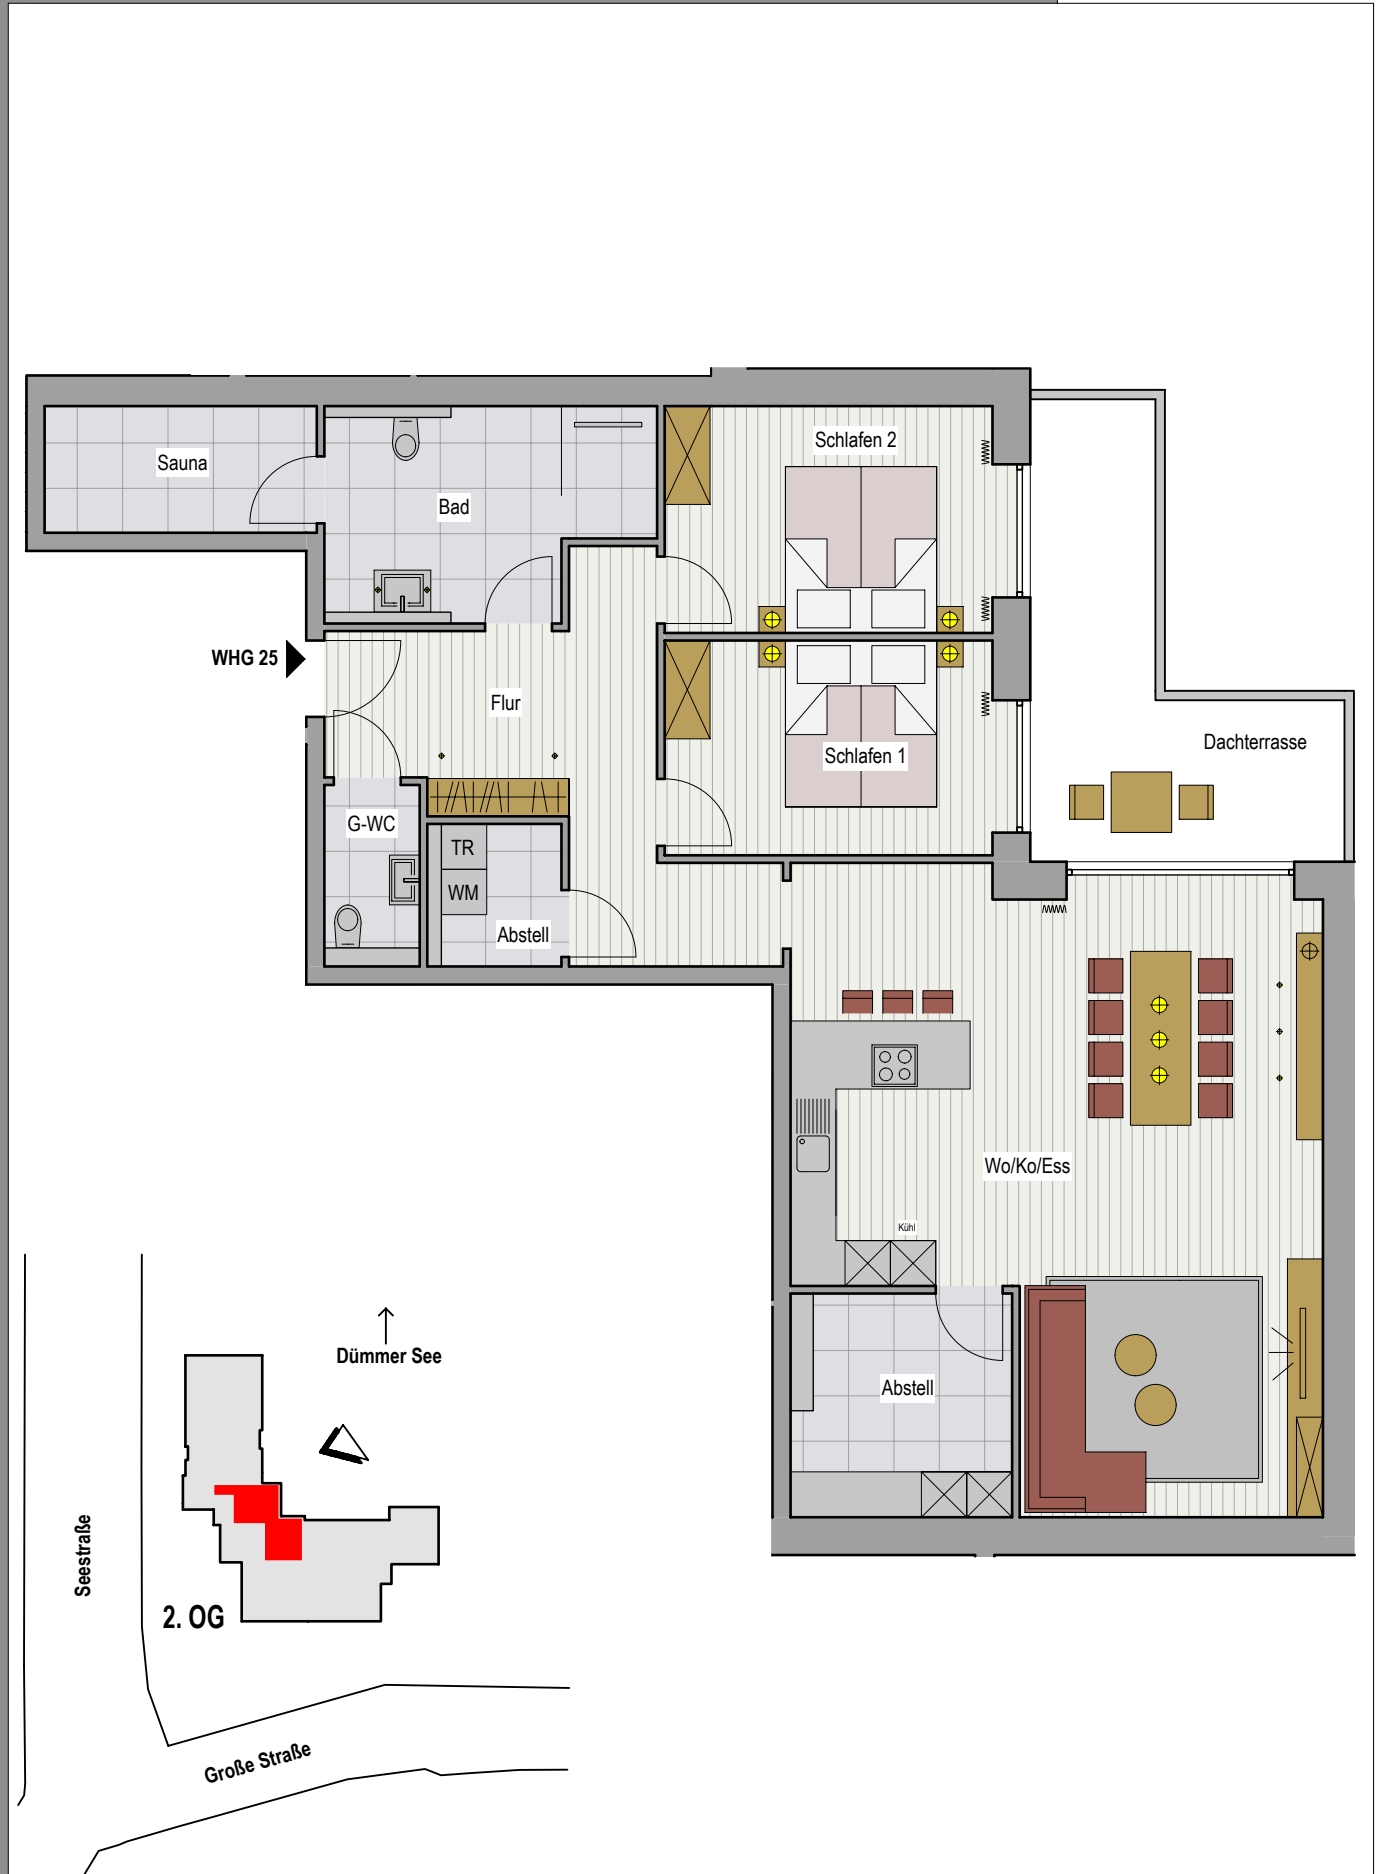 Sauna
Bad
Schlafen 2
WHG 25
Flur
Schlafen 1
Dachterrasse
G-WC
TR
WM
Abstell
Wo/Ko/Ess
Kühl
Abstell
Dümmer See
Seestraße
2. OG
Große Straße